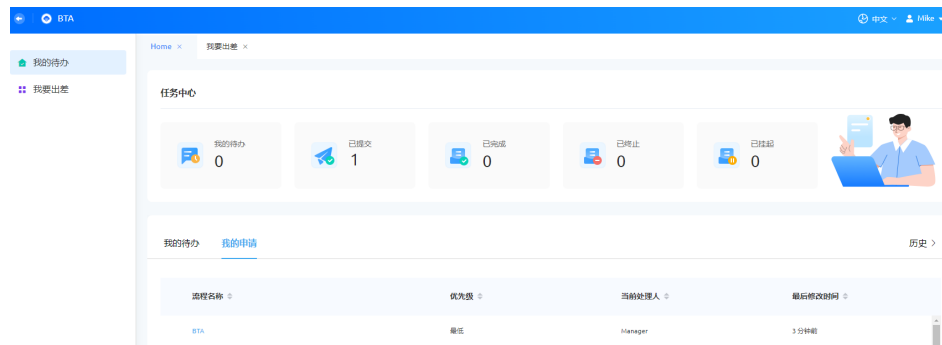 BTA 中文 Mike
Home × 我要出差 ×
我的待办
我要出差
任务中心
我的待办 已提交 已完成 已终止 已挂起
0 1 0 0 0
我的待办 我的申请 历史 >
流程名称 优先级 当前处理人 最后修改时间
BTA 最低 Manager 3 分钟前